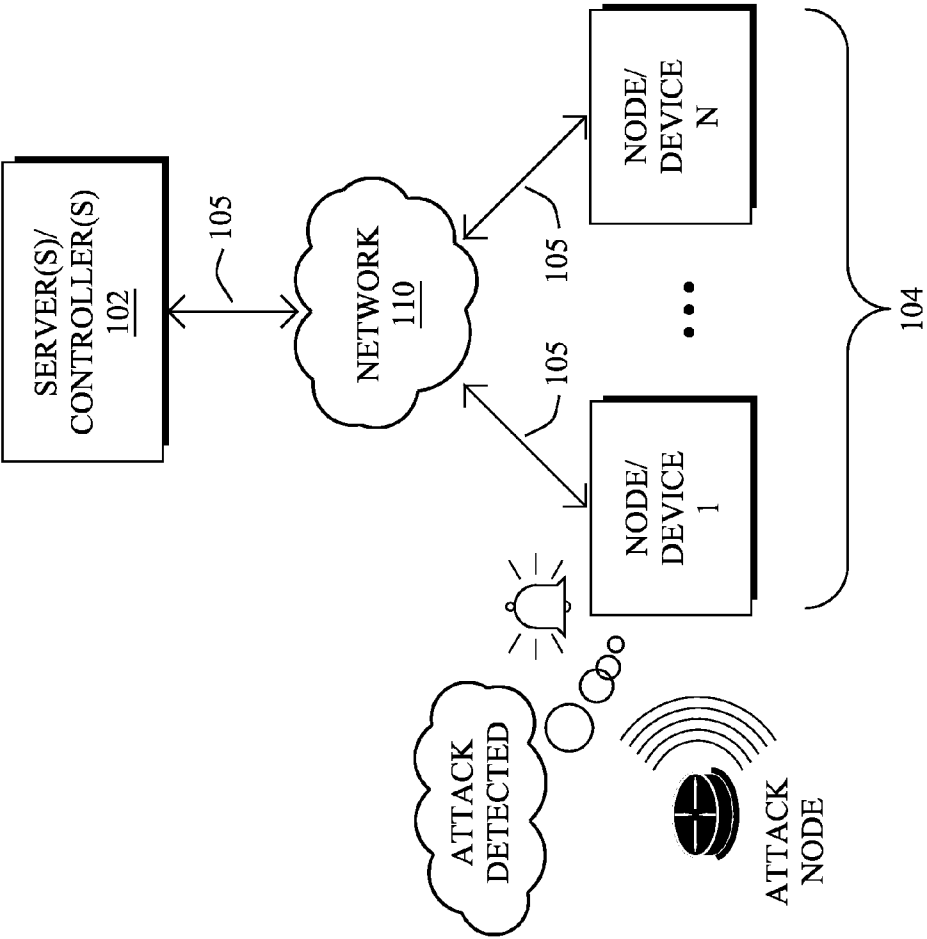 SERVER(S)/
CONTROLLER(S)
102
105
NETWORK
110
105
105
NODE/
DEVICE
1
NODE/
DEVICE
N
104
ATTACK
DETECTED
ATTACK
NODE